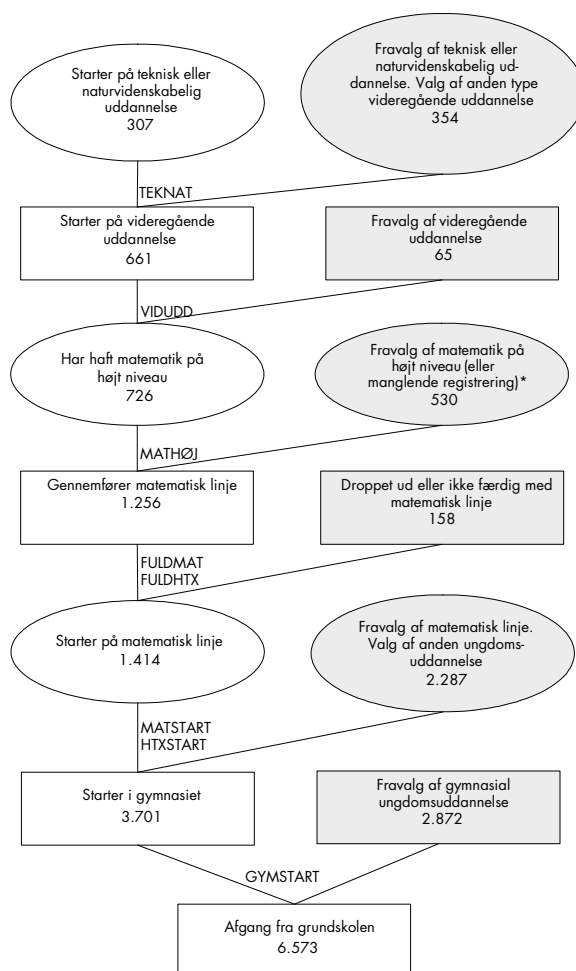 Starter på teknisk eller
naturvidenskabelig
uddannelse
307
Fravalg af teknisk eller
naturvidenskabelig ud-
dannelse. Valg af anden type
videregående uddannelse
354
TEKNAT
Starter på videregående
uddannelse
661
Fravalg af videregående
uddannelse
65
VIDUDD
Har haft matematik på
højt niveau
726
Fravalg af matematik på
højt niveau (eller
manglende registrering)*
530
MATHØJ
Gennemfører matematisk linje
1.256
Droppet ud eller ikke færdig med
matematisk linje
158
FULDMAT
FULDHTX
Starter på matematisk linje
1.414
Fravalg af matematisk linje.
Valg af anden ungdoms-
uddannelse
2.287
MATSTART
HTXSTART
Starter i gymnasiet
3.701
Fravalg af gymnasial
ungdomsuddannelse
2.872
GYMSTART
Afgang fra grundskolen
6.573